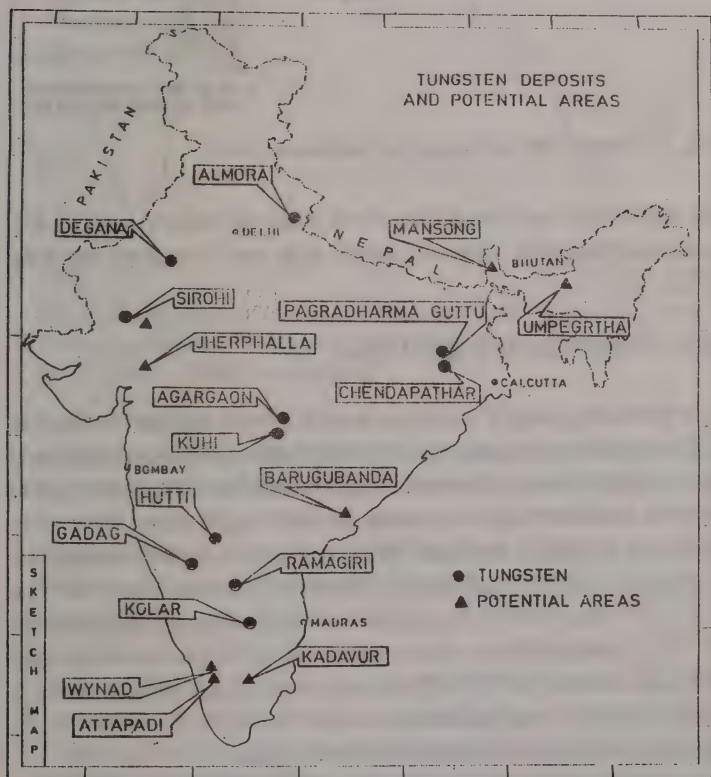 TUNGSTEN DEPOSITS
AND POTENTIAL AREAS
PAKISTAN
ALMORA
DEGANA
DELHI
NEPAL
MANSONG
BHUTAN
SIROHI
PAGRADHARMA GUTTU
UMPEGRTHA
JHERPHALLA
CHENDAPATHAR
CALCUTTA
AGARGAON
KUHI
BOMBAY
BARUGUBANDA
HUTTI
GADAG
RAMAGIRI
TUNGSTEN
POTENTIAL AREAS
KOLAR
MADRAS
KADAVUR
WYNAD
ATTAPADI
SKETCH MAP